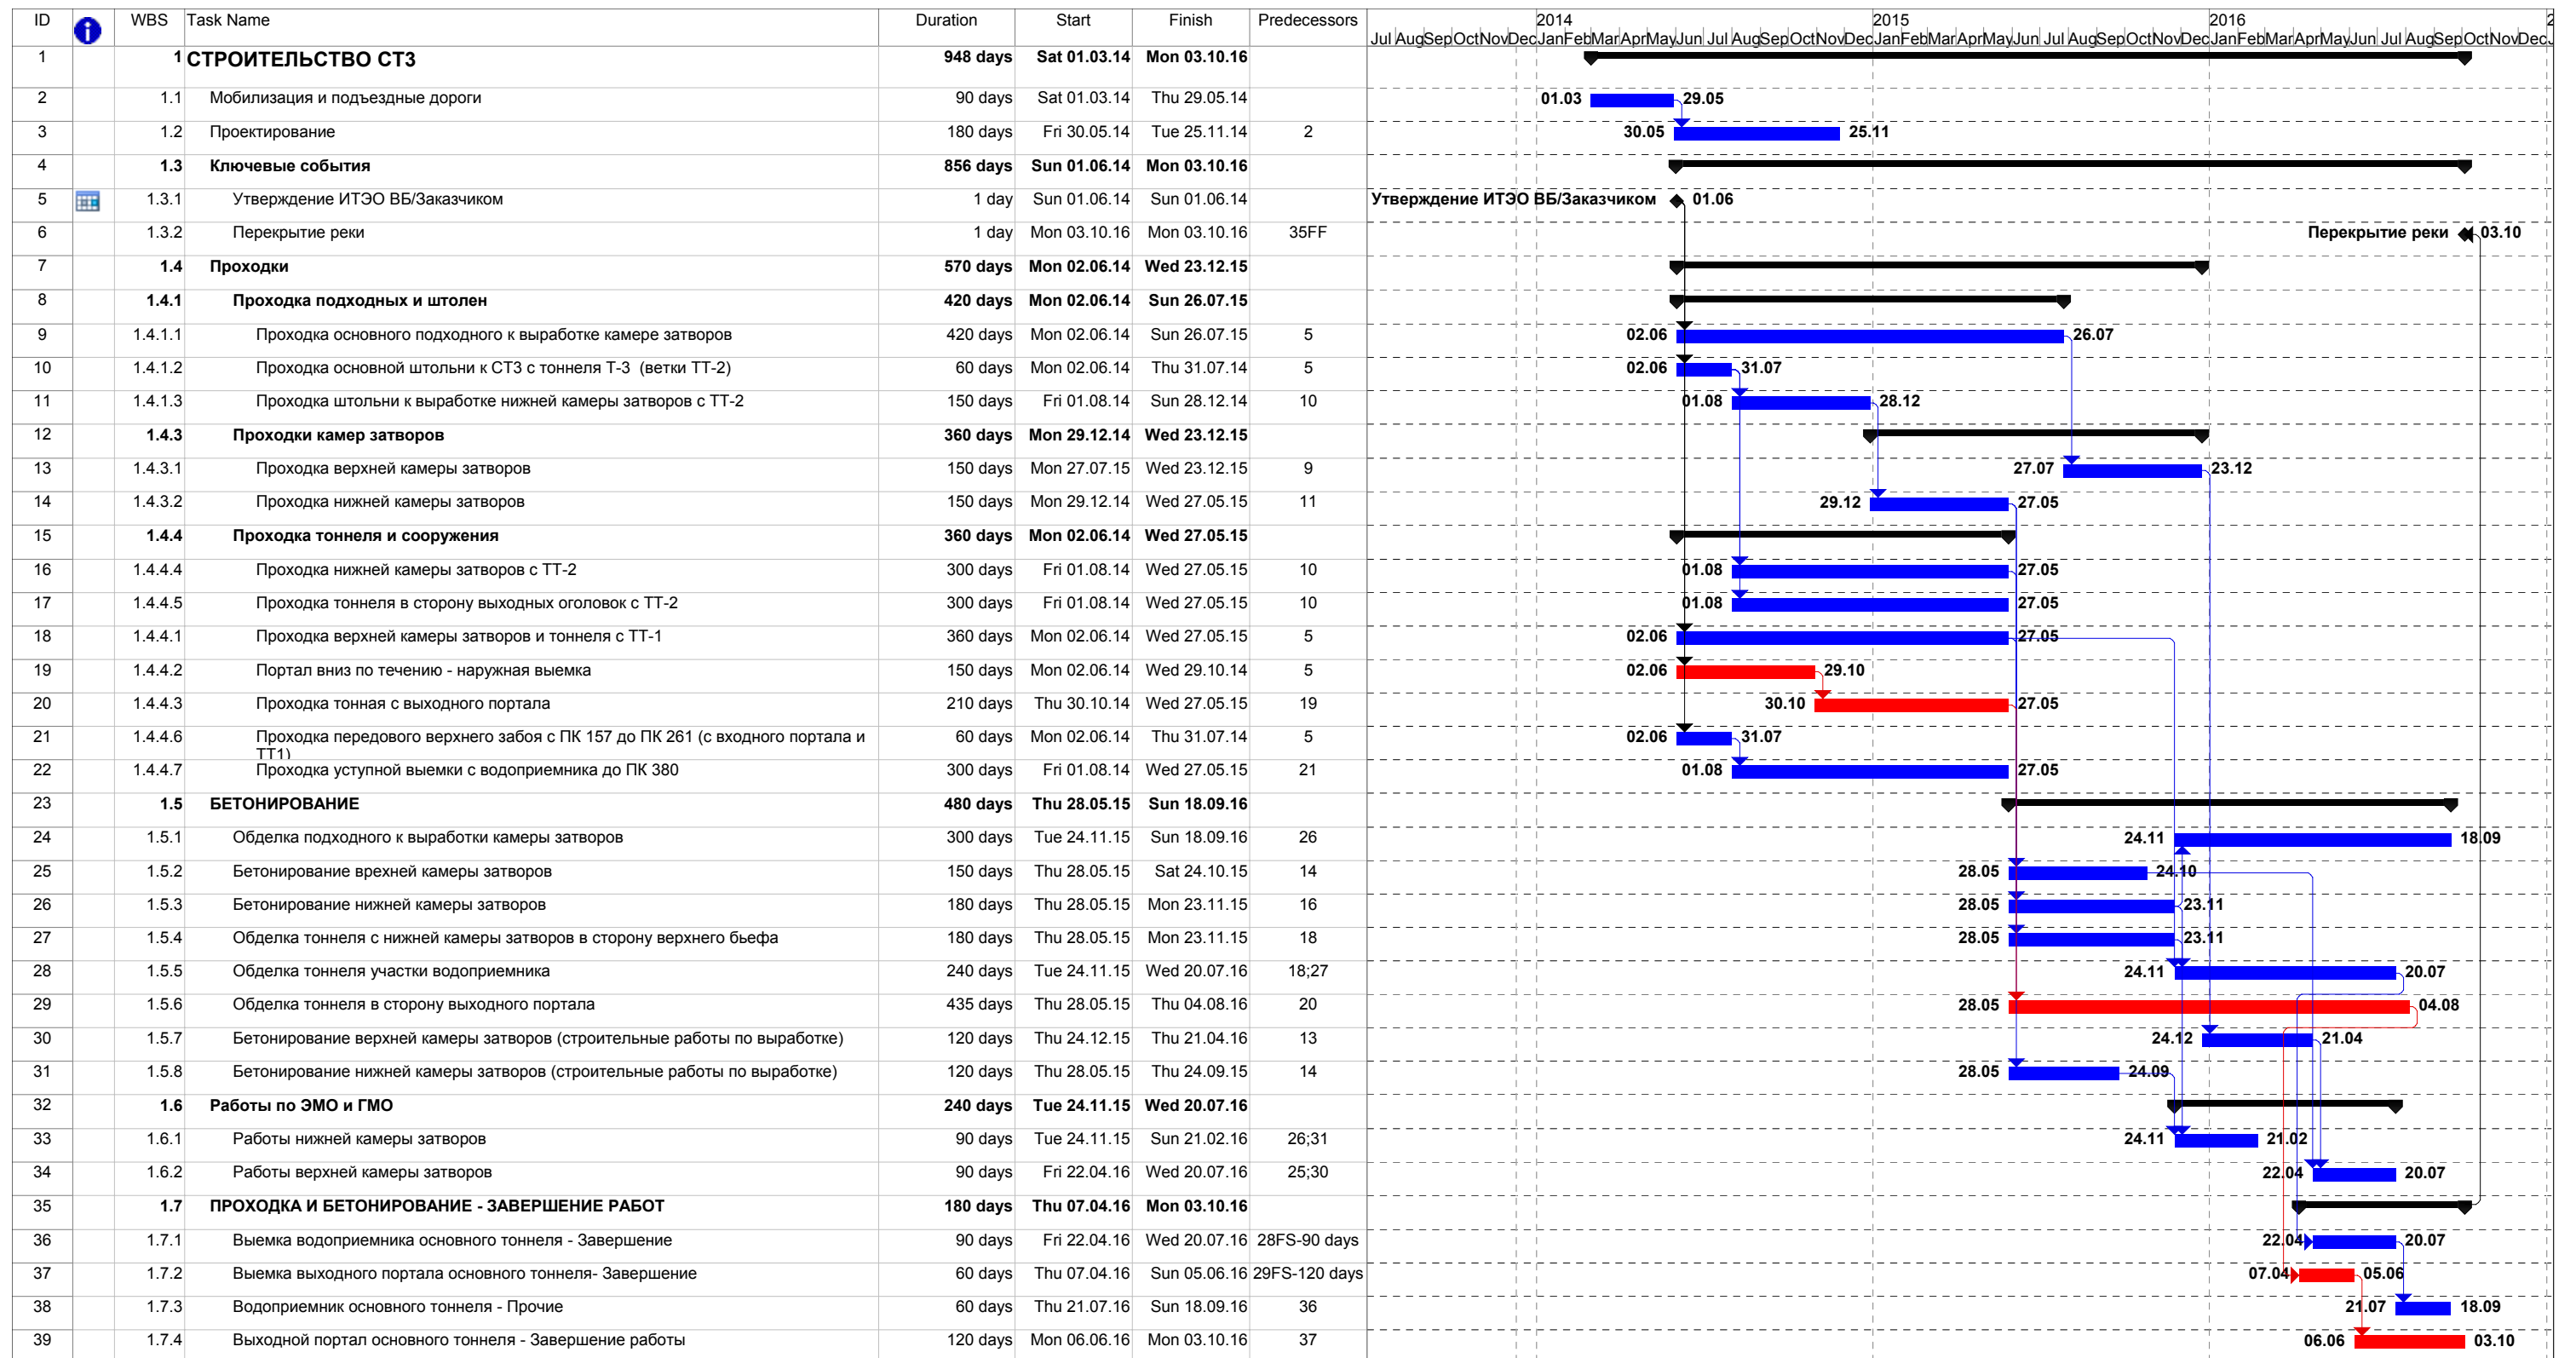 ID WBS Task Name Duration Start Finish Predecessors 2014 2015 2016 2
Jul Aug Sep Oct Nov Dec Jan Feb Mar Apr May Jun Jul Aug Sep Oct Nov Dec Jan Feb Mar Apr May Jun Jul Aug Sep Oct Nov Dec Jan Feb Mar Apr May Jun Jul Aug Sep Oct Nov Dec J
1 1 СТРОИТЕЛЬСТВО СТ3 948 days Sat 01.03.14 Mon 03.10.16
2 1.1 Мобилизация и подъездные дороги 90 days Sat 01.03.14 Thu 29.05.14 01.03 29.05
3 1.2 Проектирование 180 days Fri 30.05.14 Tue 25.11.14 2 30.05 25.11
4 1.3 Ключевые события 856 days Sun 01.06.14 Mon 03.10.16
5 1.3.1 Утверждение ИТЭО ВБ/Заказчиком 1 day Sun 01.06.14 Sun 01.06.14 Утверждение ИТЭО ВБ/Заказчиком 01.06
6 1.3.2 Перекрытие реки 1 day Mon 03.10.16 Mon 03.10.16 35FF Перекрытие реки 03.10
7 1.4 Проходки 570 days Mon 02.06.14 Wed 23.12.15
8 1.4.1 Проходка подходных и штолен 420 days Mon 02.06.14 Sun 26.07.15
9 1.4.1.1 Проходка основного подходного к выработке камере затворов 420 days Mon 02.06.14 Sun 26.07.15 5 02.06 26.07
10 1.4.1.2 Проходка основной штольни к СТ3 с тоннеля Т-3 (ветки ТТ-2) 60 days Mon 02.06.14 Thu 31.07.14 5 02.06 31.07
11 1.4.1.3 Проходка штольни к выработке нижней камеры затворов с ТТ-2 150 days Fri 01.08.14 Sun 28.12.14 10 01.08 28.12
12 1.4.3 Проходки камер затворов 360 days Mon 29.12.14 Wed 23.12.15
13 1.4.3.1 Проходка верхней камеры затворов 150 days Mon 27.07.15 Wed 23.12.15 9 27.07 23.12
14 1.4.3.2 Проходка нижней камеры затворов 150 days Mon 29.12.14 Wed 27.05.15 11 29.12 27.05
15 1.4.4 Проходка тоннеля и сооружения 360 days Mon 02.06.14 Wed 27.05.15
16 1.4.4.4 Проходка нижней камеры затворов с ТТ-2 300 days Fri 01.08.14 Wed 27.05.15 10 01.08 27.05
17 1.4.4.5 Проходка тоннеля в сторону выходных оголовок с ТТ-2 300 days Fri 01.08.14 Wed 27.05.15 10 01.08 27.05
18 1.4.4.1 Проходка верхней камеры затворов и тоннеля с ТТ-1 360 days Mon 02.06.14 Wed 27.05.15 5 02.06 27.05
19 1.4.4.2 Портал вниз по течению - наружная выемка 150 days Mon 02.06.14 Wed 29.10.14 5 02.06 29.10
20 1.4.4.3 Проходка тонная с выходного портала 210 days Thu 30.10.14 Wed 27.05.15 19 30.10 27.05
21 1.4.4.6 Проходка передового верхнего забоя с ПК 157 до ПК 261 (с входного портала и 60 days Mon 02.06.14 Thu 31.07.14 5 02.06 31.07
ТТ1)
22 1.4.4.7 Проходка уступной выемки с водоприемника до ПК 380 300 days Fri 01.08.14 Wed 27.05.15 21 01.08 27.05
23 1.5 БЕТОНИРОВАНИЕ 480 days Thu 28.05.15 Sun 18.09.16
24 1.5.1 Обделка подходного к выработки камеры затворов 300 days Tue 24.11.15 Sun 18.09.16 26 24.11 18.09
25 1.5.2 Бетонирование врехней камеры затворов 150 days Thu 28.05.15 Sat 24.10.15 14 28.05 24.10
26 1.5.3 Бетонирование нижней камеры затворов 180 days Thu 28.05.15 Mon 23.11.15 16 28.05 23.11
27 1.5.4 Обделка тоннеля с нижней камеры затворов в сторону верхнего бьефа 180 days Thu 28.05.15 Mon 23.11.15 18 28.05 23.11
28 1.5.5 Обделка тоннеля участки водоприемника 240 days Tue 24.11.15 Wed 20.07.16 18;27 24.11 20.07
29 1.5.6 Обделка тоннеля в сторону выходного портала 435 days Thu 28.05.15 Thu 04.08.16 20 28.05 04.08
30 1.5.7 Бетонирование верхней камеры затворов (строительные работы по выработке) 120 days Thu 24.12.15 Thu 21.04.16 13 24.12 21.04
31 1.5.8 Бетонирование нижней камеры затворов (строительные работы по выработке) 120 days Thu 28.05.15 Thu 24.09.15 14 28.05 24.09
32 1.6 Работы по ЭМО и ГМО 240 days Tue 24.11.15 Wed 20.07.16
33 1.6.1 Работы нижней камеры затворов 90 days Tue 24.11.15 Sun 21.02.16 26;31 24.11 21.02
34 1.6.2 Работы верхней камеры затворов 90 days Fri 22.04.16 Wed 20.07.16 25;30 22.04 20.07
35 1.7 ПРОХОДКА И БЕТОНИРОВАНИЕ - ЗАВЕРШЕНИЕ РАБОТ 180 days Thu 07.04.16 Mon 03.10.16
36 1.7.1 Выемка водоприемника основного тоннеля - Завершение 90 days Fri 22.04.16 Wed 20.07.16 28FS-90 days 22.04 20.07
37 1.7.2 Выемка выходного портала основного тоннеля- Завершение 60 days Thu 07.04.16 Sun 05.06.16 29FS-120 days 07.04 05.06
38 1.7.3 Водоприемник основного тоннеля - Прочие 60 days Thu 21.07.16 Sun 18.09.16 36 21.07 18.09
39 1.7.4 Выходной портал основного тоннеля - Завершение работы 120 days Mon 06.06.16 Mon 03.10.16 37 06.06 03.10